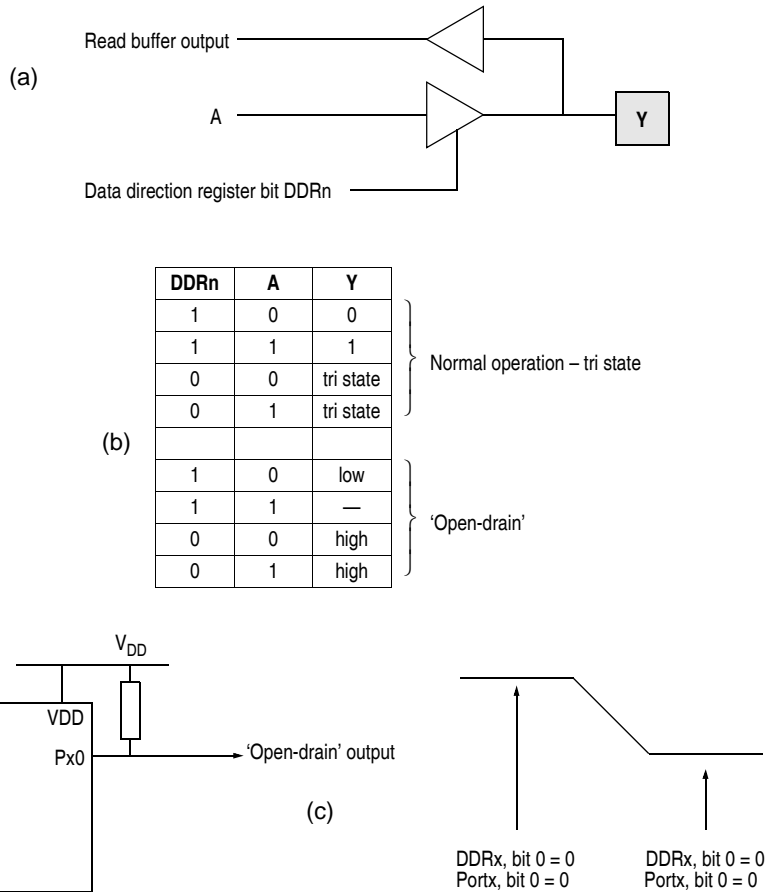 (a)
Read buffer output
A
Y
Data direction register bit DDRn
(b)
DDRn A Y
1 0 0
1 1 1
0 0 tri state
0 1 tri state
Normal operation – tri state
1 0 low
1 1 —
0 0 high
0 1 high
‘Open-drain’
(c)
VDD
VDD
Px0
‘Open-drain’ output
DDRx, bit 0 = 0
Portx, bit 0 = 0
DDRx, bit 0 = 0
Portx, bit 0 = 0